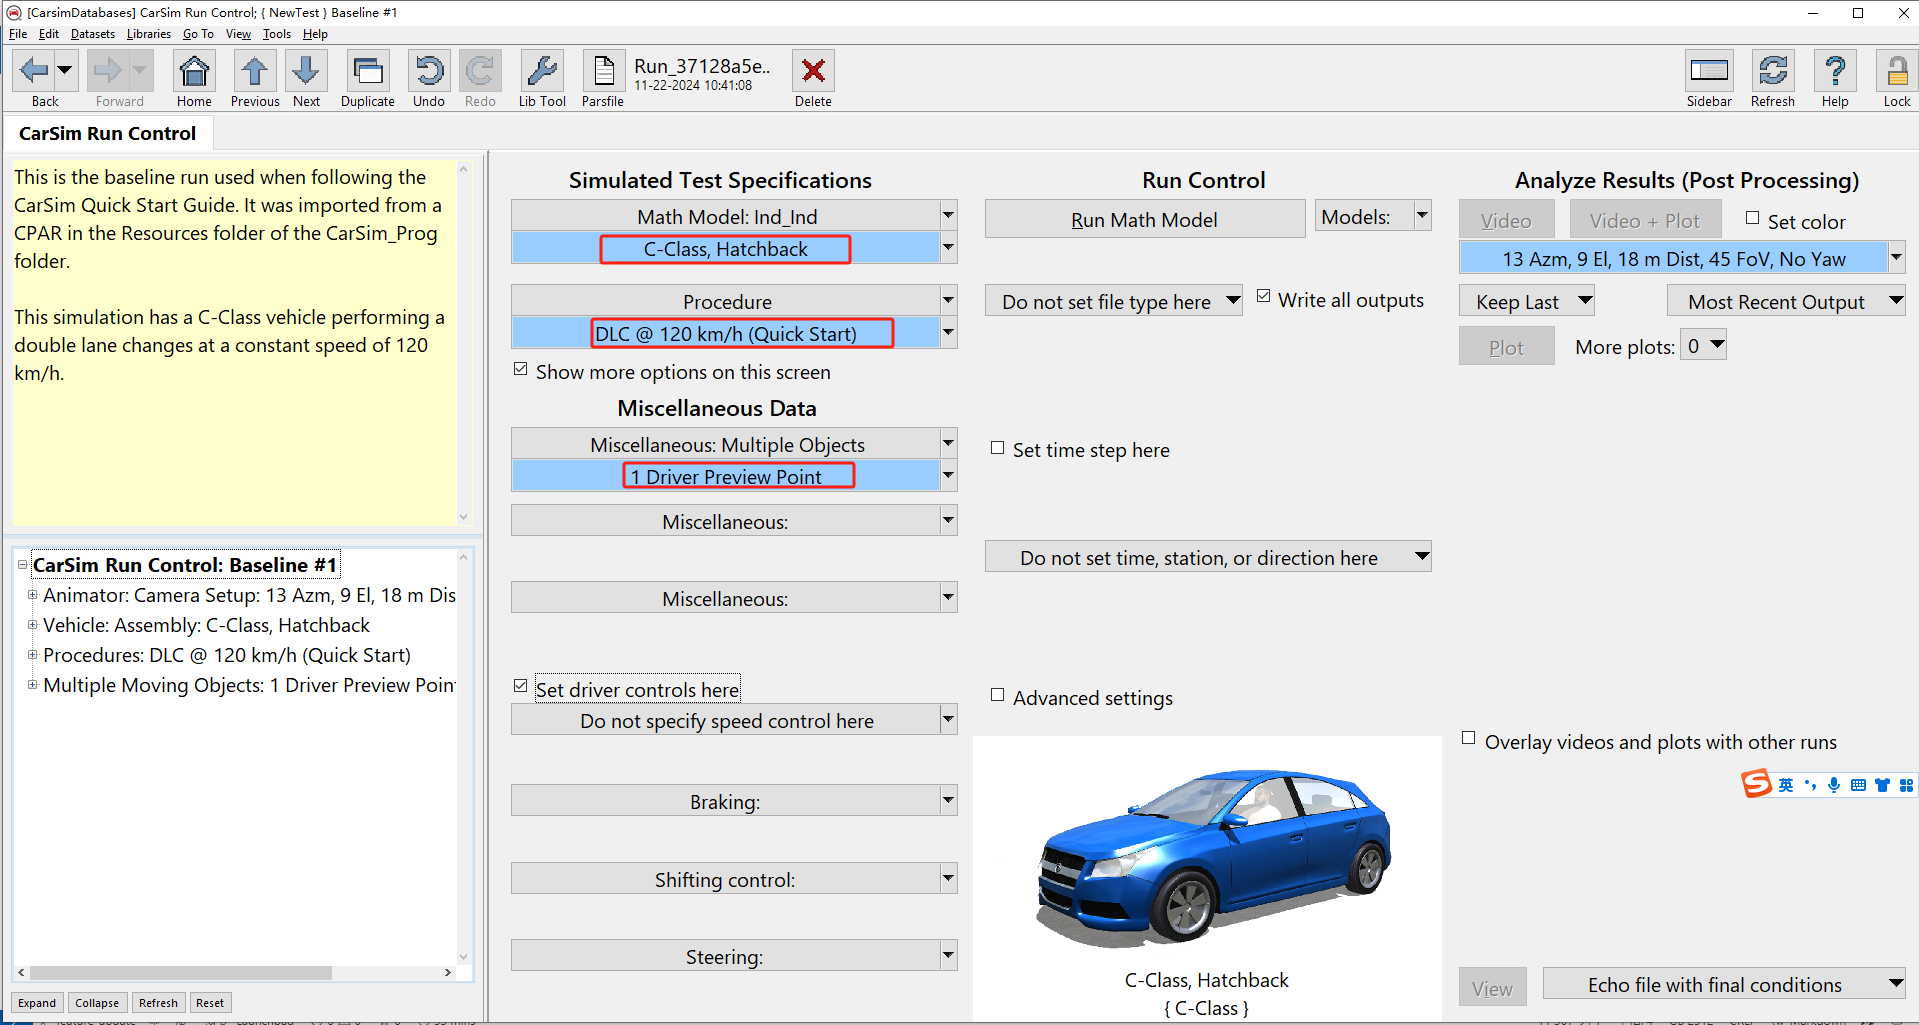 [CarsimDatabases] CarSim Run Control; { NewTest } Baseline #1
File Edit Datasets Libraries Go To View Tools Help
Back Forward Home Previous Next Duplicate Undo Redo Lib Tool Parsfile
Run_37128a5e..
11-22-2024 10:41:08
Delete Sidebar Refresh Help Lock
CarSim Run Control
This is the baseline run used when following the
CarSim Quick Start Guide. It was imported from a
CPAR in the Resources folder of the CarSim_Prog
folder.
This simulation has a C-Class vehicle performing a
double lane changes at a constant speed of 120
km/h.
CarSim Run Control: Baseline #1
Animator: Camera Setup: 13 Azm, 9 El, 18 m Dis
Vehicle: Assembly: C-Class, Hatchback
Procedures: DLC @ 120 km/h (Quick Start)
Multiple Moving Objects: 1 Driver Preview Poin
Expand Collapse Refresh Reset
Simulated Test Specifications
Math Model: Ind_Ind
C-Class, Hatchback
Procedure
DLC @ 120 km/h (Quick Start)
Show more options on this screen
Miscellaneous Data
Miscellaneous: Multiple Objects
1 Driver Preview Point
Miscellaneous:
Miscellaneous:
Set driver controls here
Do not specify speed control here
Braking:
Shifting control:
Steering:
Run Control
Run Math Model
Models:
Do not set file type here
Write all outputs
Set time step here
Do not set time, station, or direction here
Advanced settings
C-Class, Hatchback
{ C-Class }
Analyze Results (Post Processing)
Video
Video + Plot
Set color
13 Azm, 9 El, 18 m Dist, 45 FoV, No Yaw
Keep Last
Most Recent Output
Plot
More plots: 0
Overlay videos and plots with other runs
英
View
Echo file with final conditions